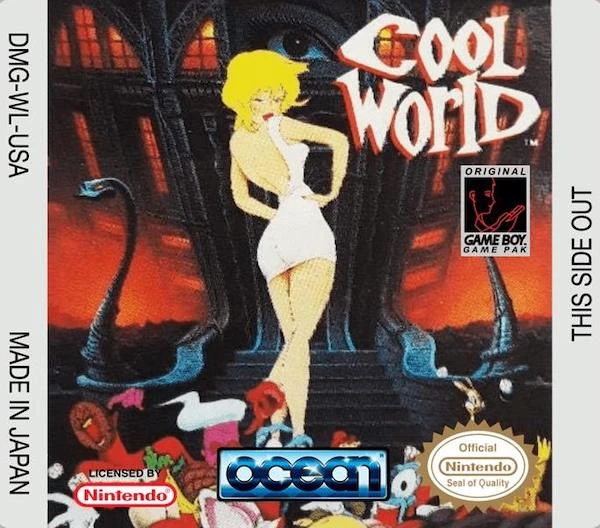 DMG-WL-USA
MADE IN JAPAN
COOL
WORlD
TM
ORIGINAL
GAME BOY
GAME PAK
THIS SIDE OUT
LICENSED BY
Nintendo®
ocean
Official
Nintendo
Seal of Quality